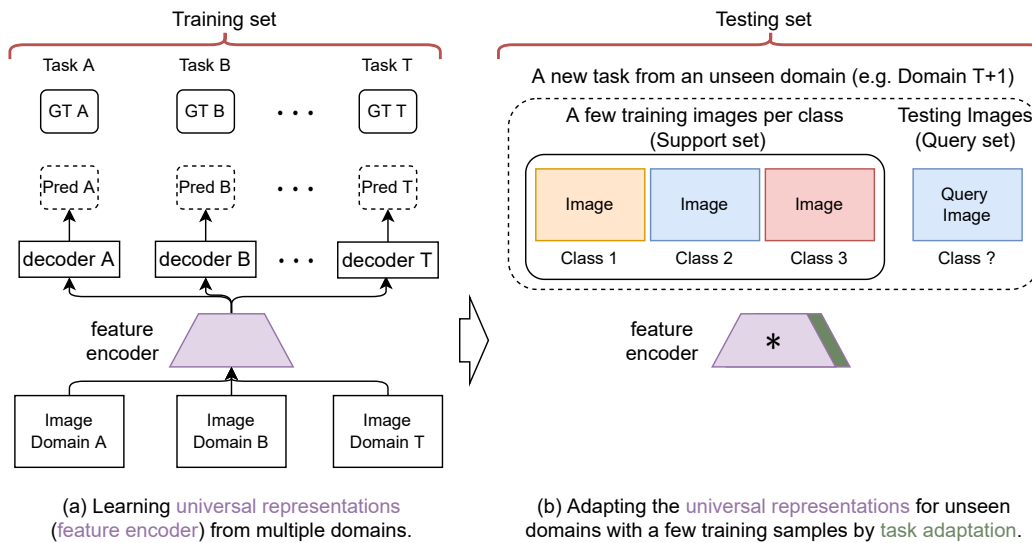 Training set
Task A
Task B
Task T
GT A
GT B
• • •
GT T
Pred A
Pred B
• • •
Pred T
decoder A
decoder B
• • •
decoder T
feature
encoder
Image
Domain A
Image
Domain B
Image
Domain T
(a) Learning universal representations
(feature encoder) from multiple domains.
Testing set
A new task from an unseen domain (e.g. Domain T+1)
A few training images per class
(Support set)
Testing Images
(Query set)
Image
Image
Image
Query
Image
Class 1
Class 2
Class 3
Class ?
feature
encoder
*
(b) Adapting the universal representations for unseen
domains with a few training samples by task adaptation.